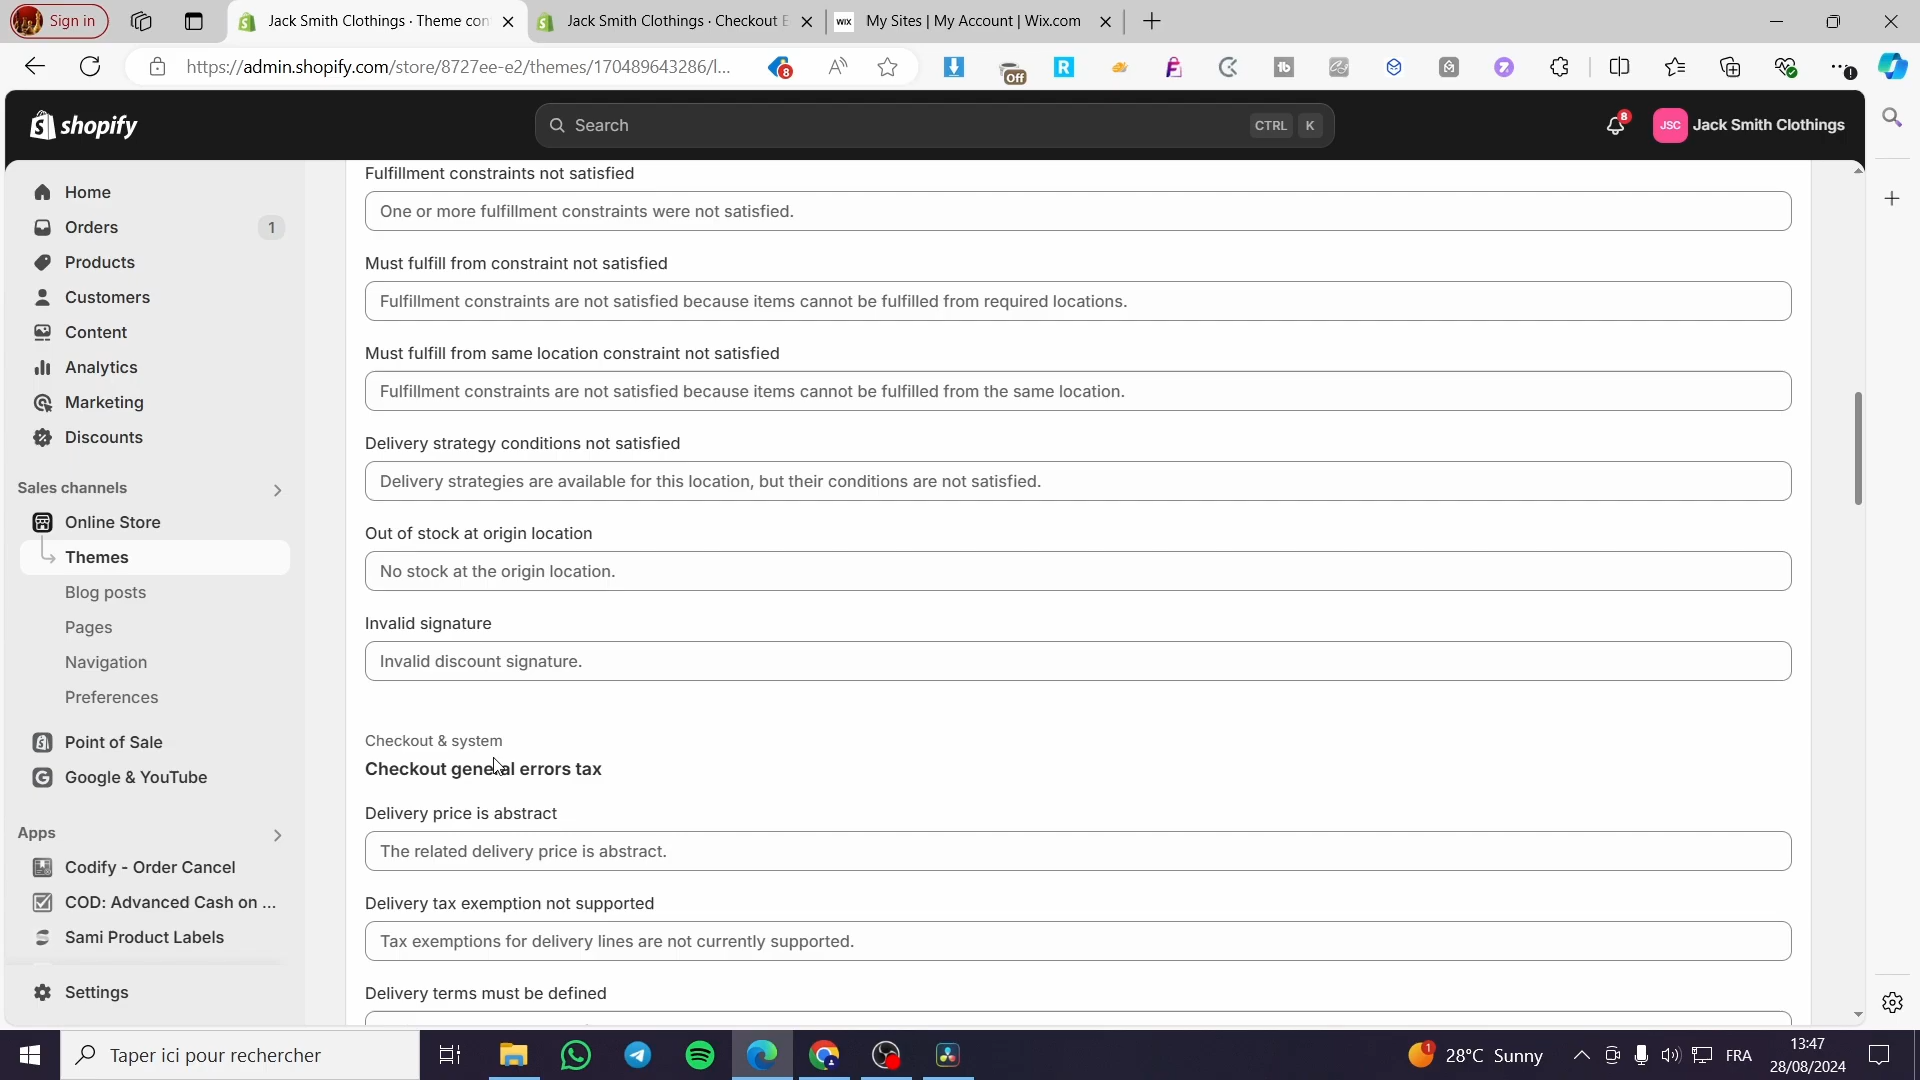 Sign in
Jack Smith Clothings · Theme con
Jack Smith Clothings · Checkout E
WIX My Sites | My Account | Wix.com
https://admin.shopify.com/store/8727ee-e2/themes/170489643286/l...
8
A
Off
R
tb
shopify
Search
CTRL K
8
JSC Jack Smith Clothings
Home
Orders 1
Products
Customers
Content
Analytics
Marketing
Discounts
Sales channels
Online Store
Themes
Blog posts
Pages
Navigation
Preferences
Point of Sale
Google & YouTube
Apps
Codify - Order Cancel
COD: Advanced Cash on ...
Sami Product Labels
Settings
Fulfillment constraints not satisfied
One or more fulfillment constraints were not satisfied.
Must fulfill from constraint not satisfied
Fulfillment constraints are not satisfied because items cannot be fulfilled from required locations.
Must fulfill from same location constraint not satisfied
Fulfillment constraints are not satisfied because items cannot be fulfilled from the same location.
Delivery strategy conditions not satisfied
Delivery strategies are available for this location, but their conditions are not satisfied.
Out of stock at origin location
No stock at the origin location.
Invalid signature
Invalid discount signature.
Checkout & system
Checkout general errors tax
Delivery price is abstract
The related delivery price is abstract.
Delivery tax exemption not supported
Tax exemptions for delivery lines are not currently supported.
Delivery terms must be defined
Taper ici pour rechercher
28°C Sunny
FRA
13:47
28/08/2024